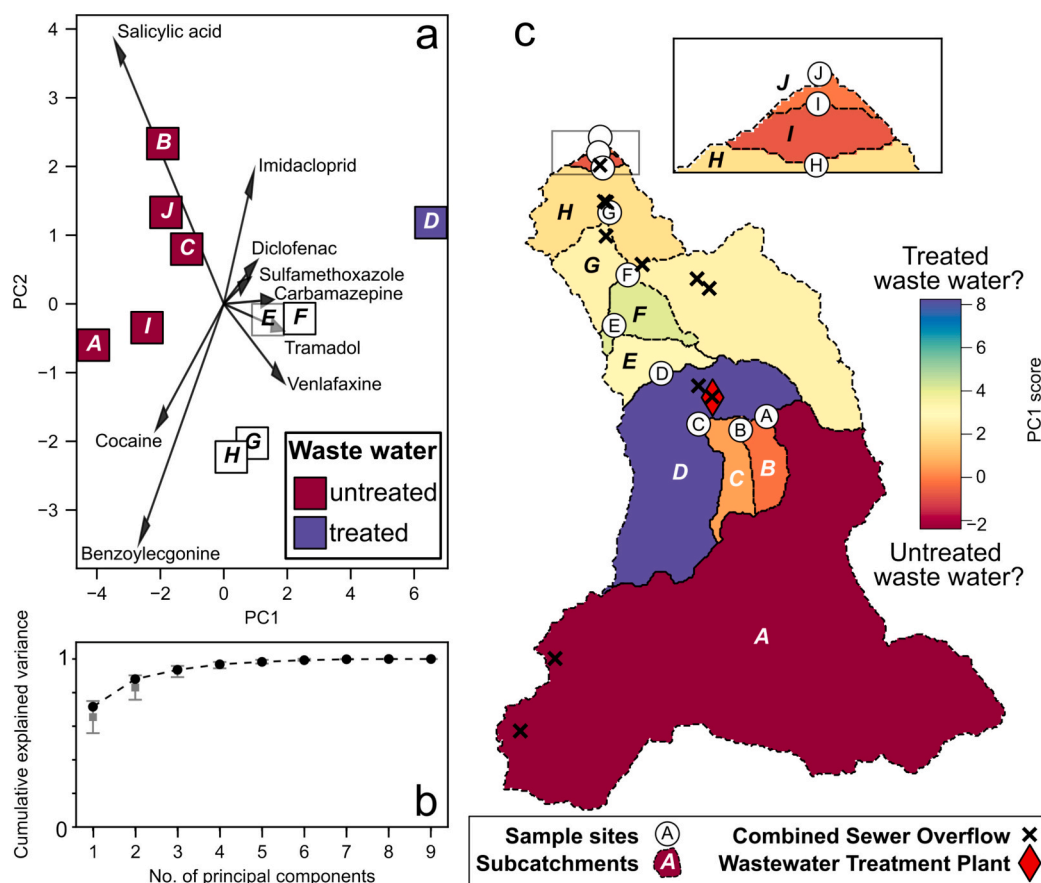 a
4
3
2
1
0
−1
−2
−3
PC2
Salicylic acid
B
Imidacloprid
J
D
C
Diclofenac
Sulfamethoxazole
Carbamazepine
E
F
A
I
Tramadol
Venlafaxine
Cocaine
H
G
Waste water
untreated
treated
Benzoylecgonine
−4
−2
0
2
4
6
PC1
Cumulative explained variance
1
0
b
1
2
3
4
5
6
7
8
9
No. of principal components
c
J
J
I
I
H
H
H
G
G
F
F
E
E
D
A
C
B
D
C
B
A
Treated
waste water?
8
6
4
2
0
−2
PC1 score
Untreated
waste water?
Sample sites A
Combined Sewer Overflow
Subcatchments A
Wastewater Treatment Plant